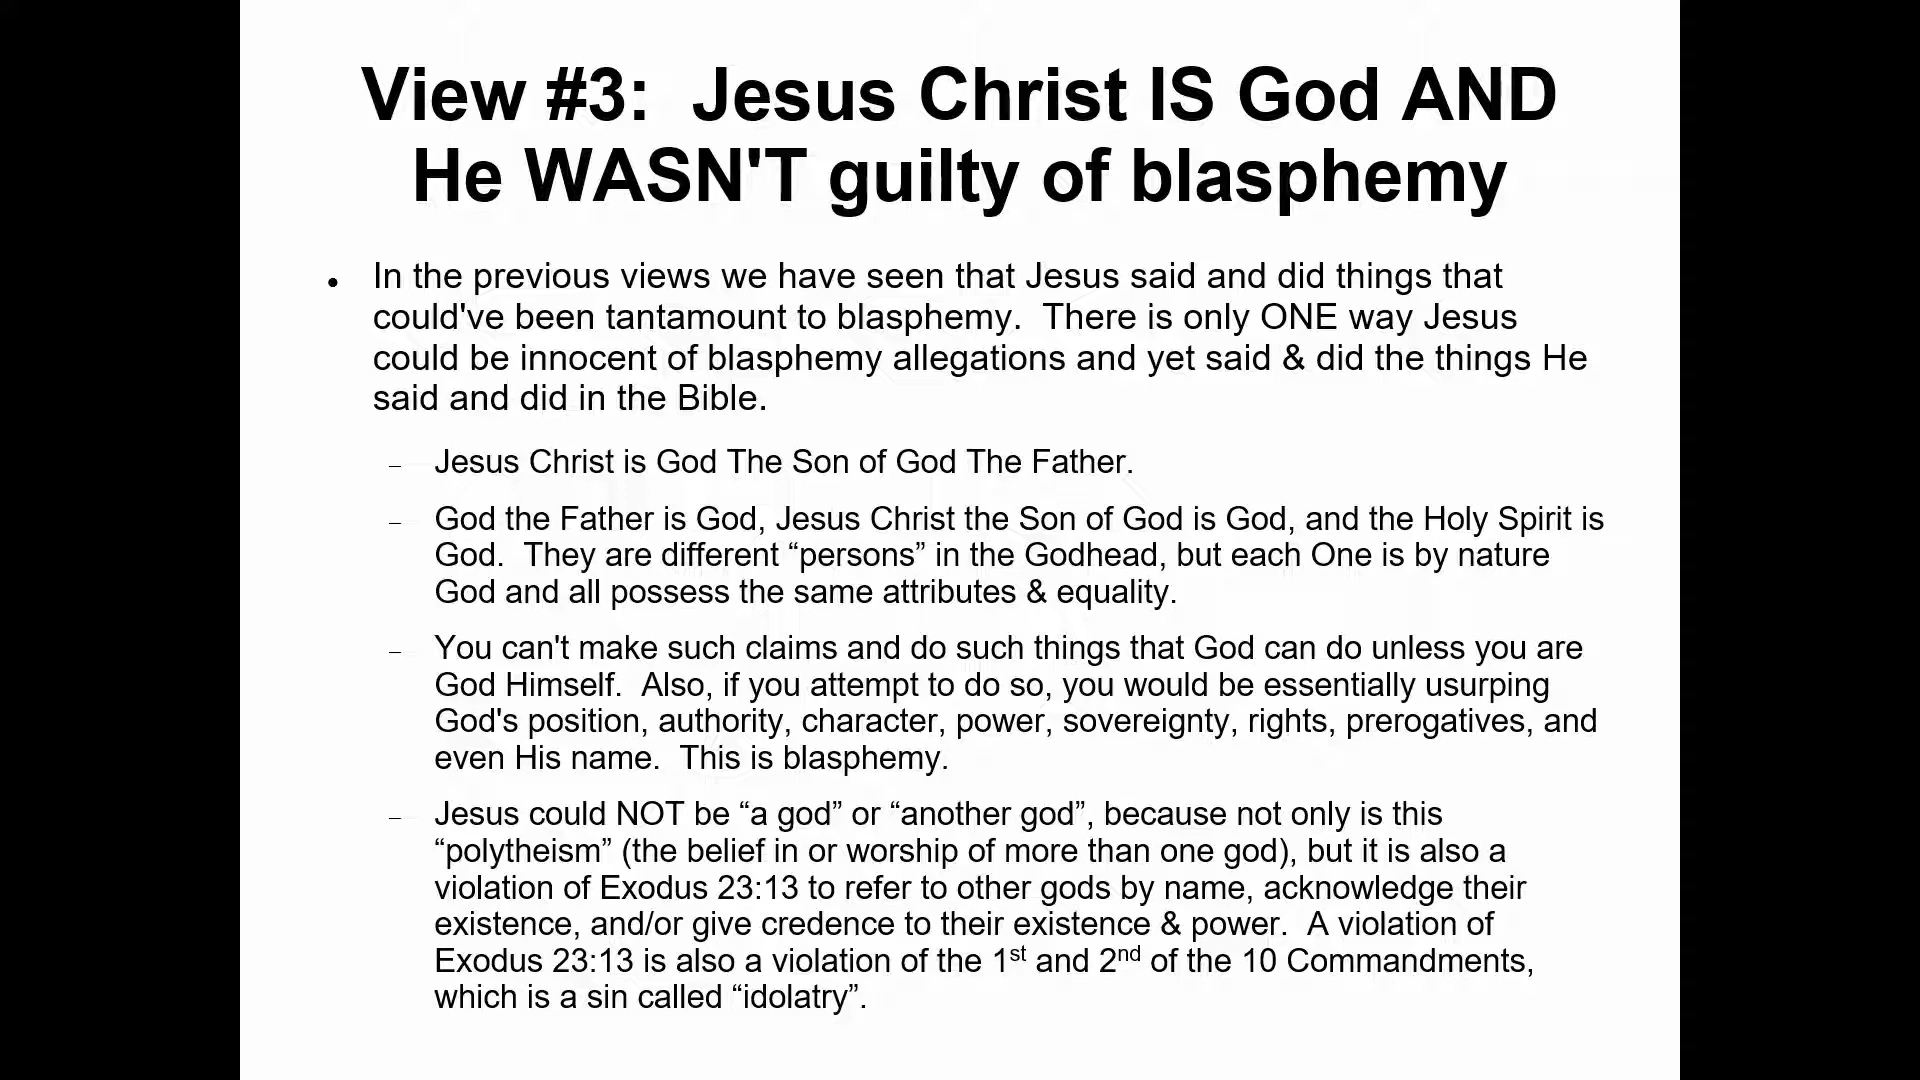 View #3:  Jesus Christ IS God AND
He WASN'T guilty of blasphemy
● In the previous views we have seen that Jesus said and did things that
could've been tantamount to blasphemy.  There is only ONE way Jesus
could be innocent of blasphemy allegations and yet said & did the things He
said and did in the Bible.
– Jesus Christ is God The Son of God The Father.
– God the Father is God, Jesus Christ the Son of God is God, and the Holy Spirit is
God.  They are different “persons” in the Godhead, but each One is by nature
God and all possess the same attributes & equality.
– You can't make such claims and do such things that God can do unless you are
God Himself.  Also, if you attempt to do so, you would be essentially usurping
God's position, authority, character, power, sovereignty, rights, prerogatives, and
even His name.  This is blasphemy.
– Jesus could NOT be “a god” or “another god”, because not only is this
“polytheism” (the belief in or worship of more than one god), but it is also a
violation of Exodus 23:13 to refer to other gods by name, acknowledge their
existence, and/or give credence to their existence & power.  A violation of
Exodus 23:13 is also a violation of the 1st and 2nd of the 10 Commandments,
which is a sin called “idolatry”.